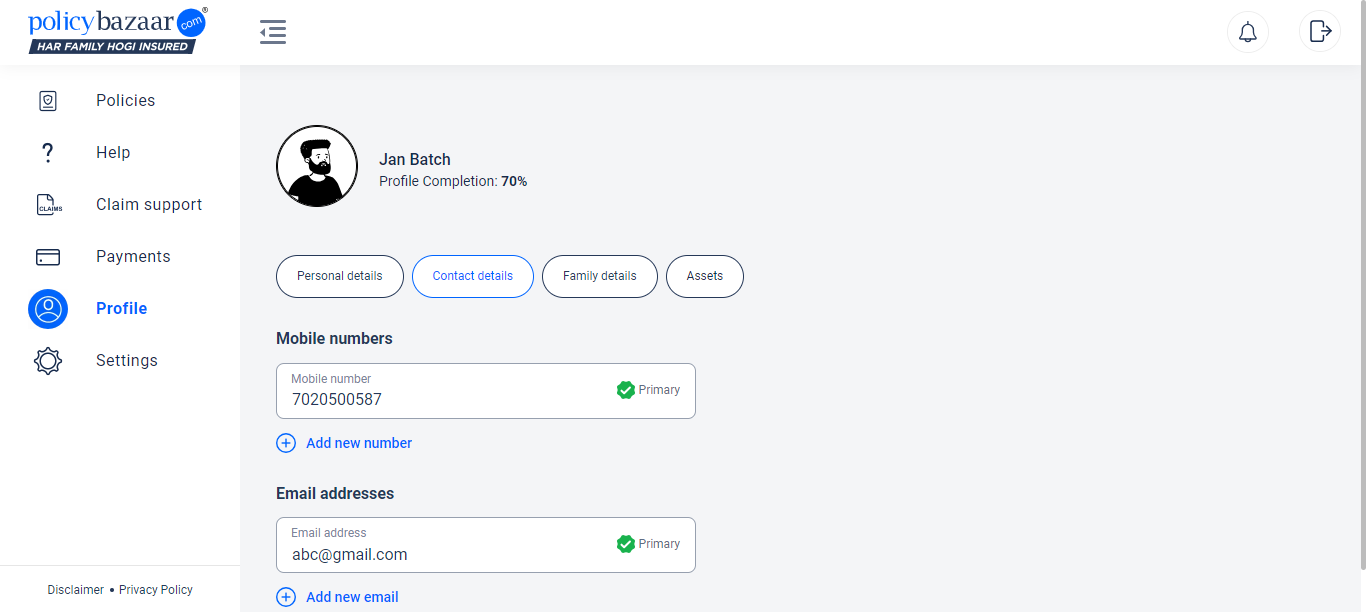 policybazaar.com®
HAR FAMILY HOGI INSURED
Policies
Help
CLAIMS
Claim support
Payments
Profile
Settings
Disclaimer • Privacy Policy
Jan Batch
Profile Completion: 70%
Personal details
Contact details
Family details
Assets
Mobile numbers
Mobile number
7020500587
Primary
Add new number
Email addresses
Email address
abc@gmail.com
Primary
Add new email